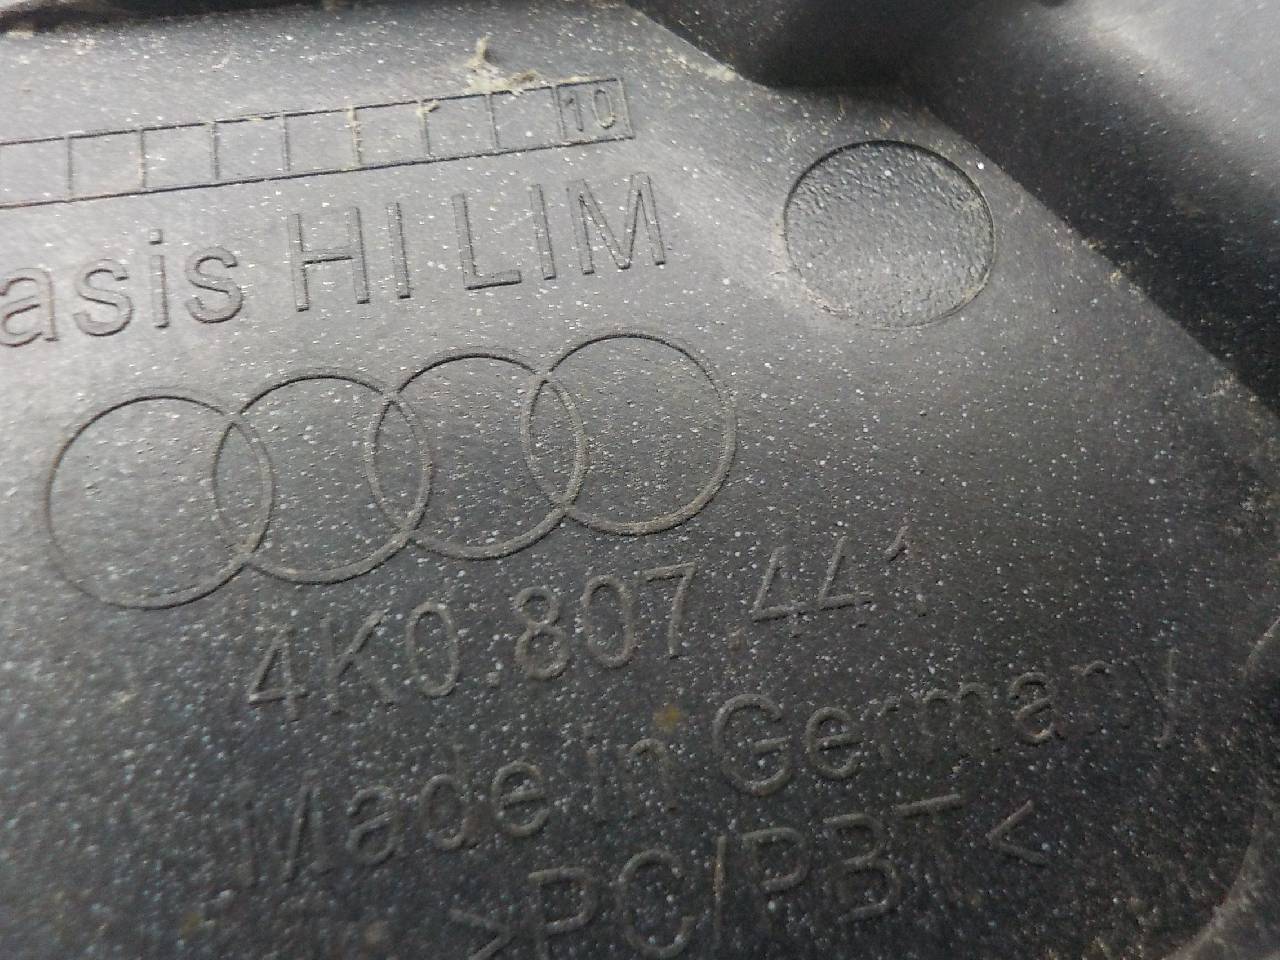 10
asis HI LIM
4K0.807.441
Made in Germany
>PC/PBT<